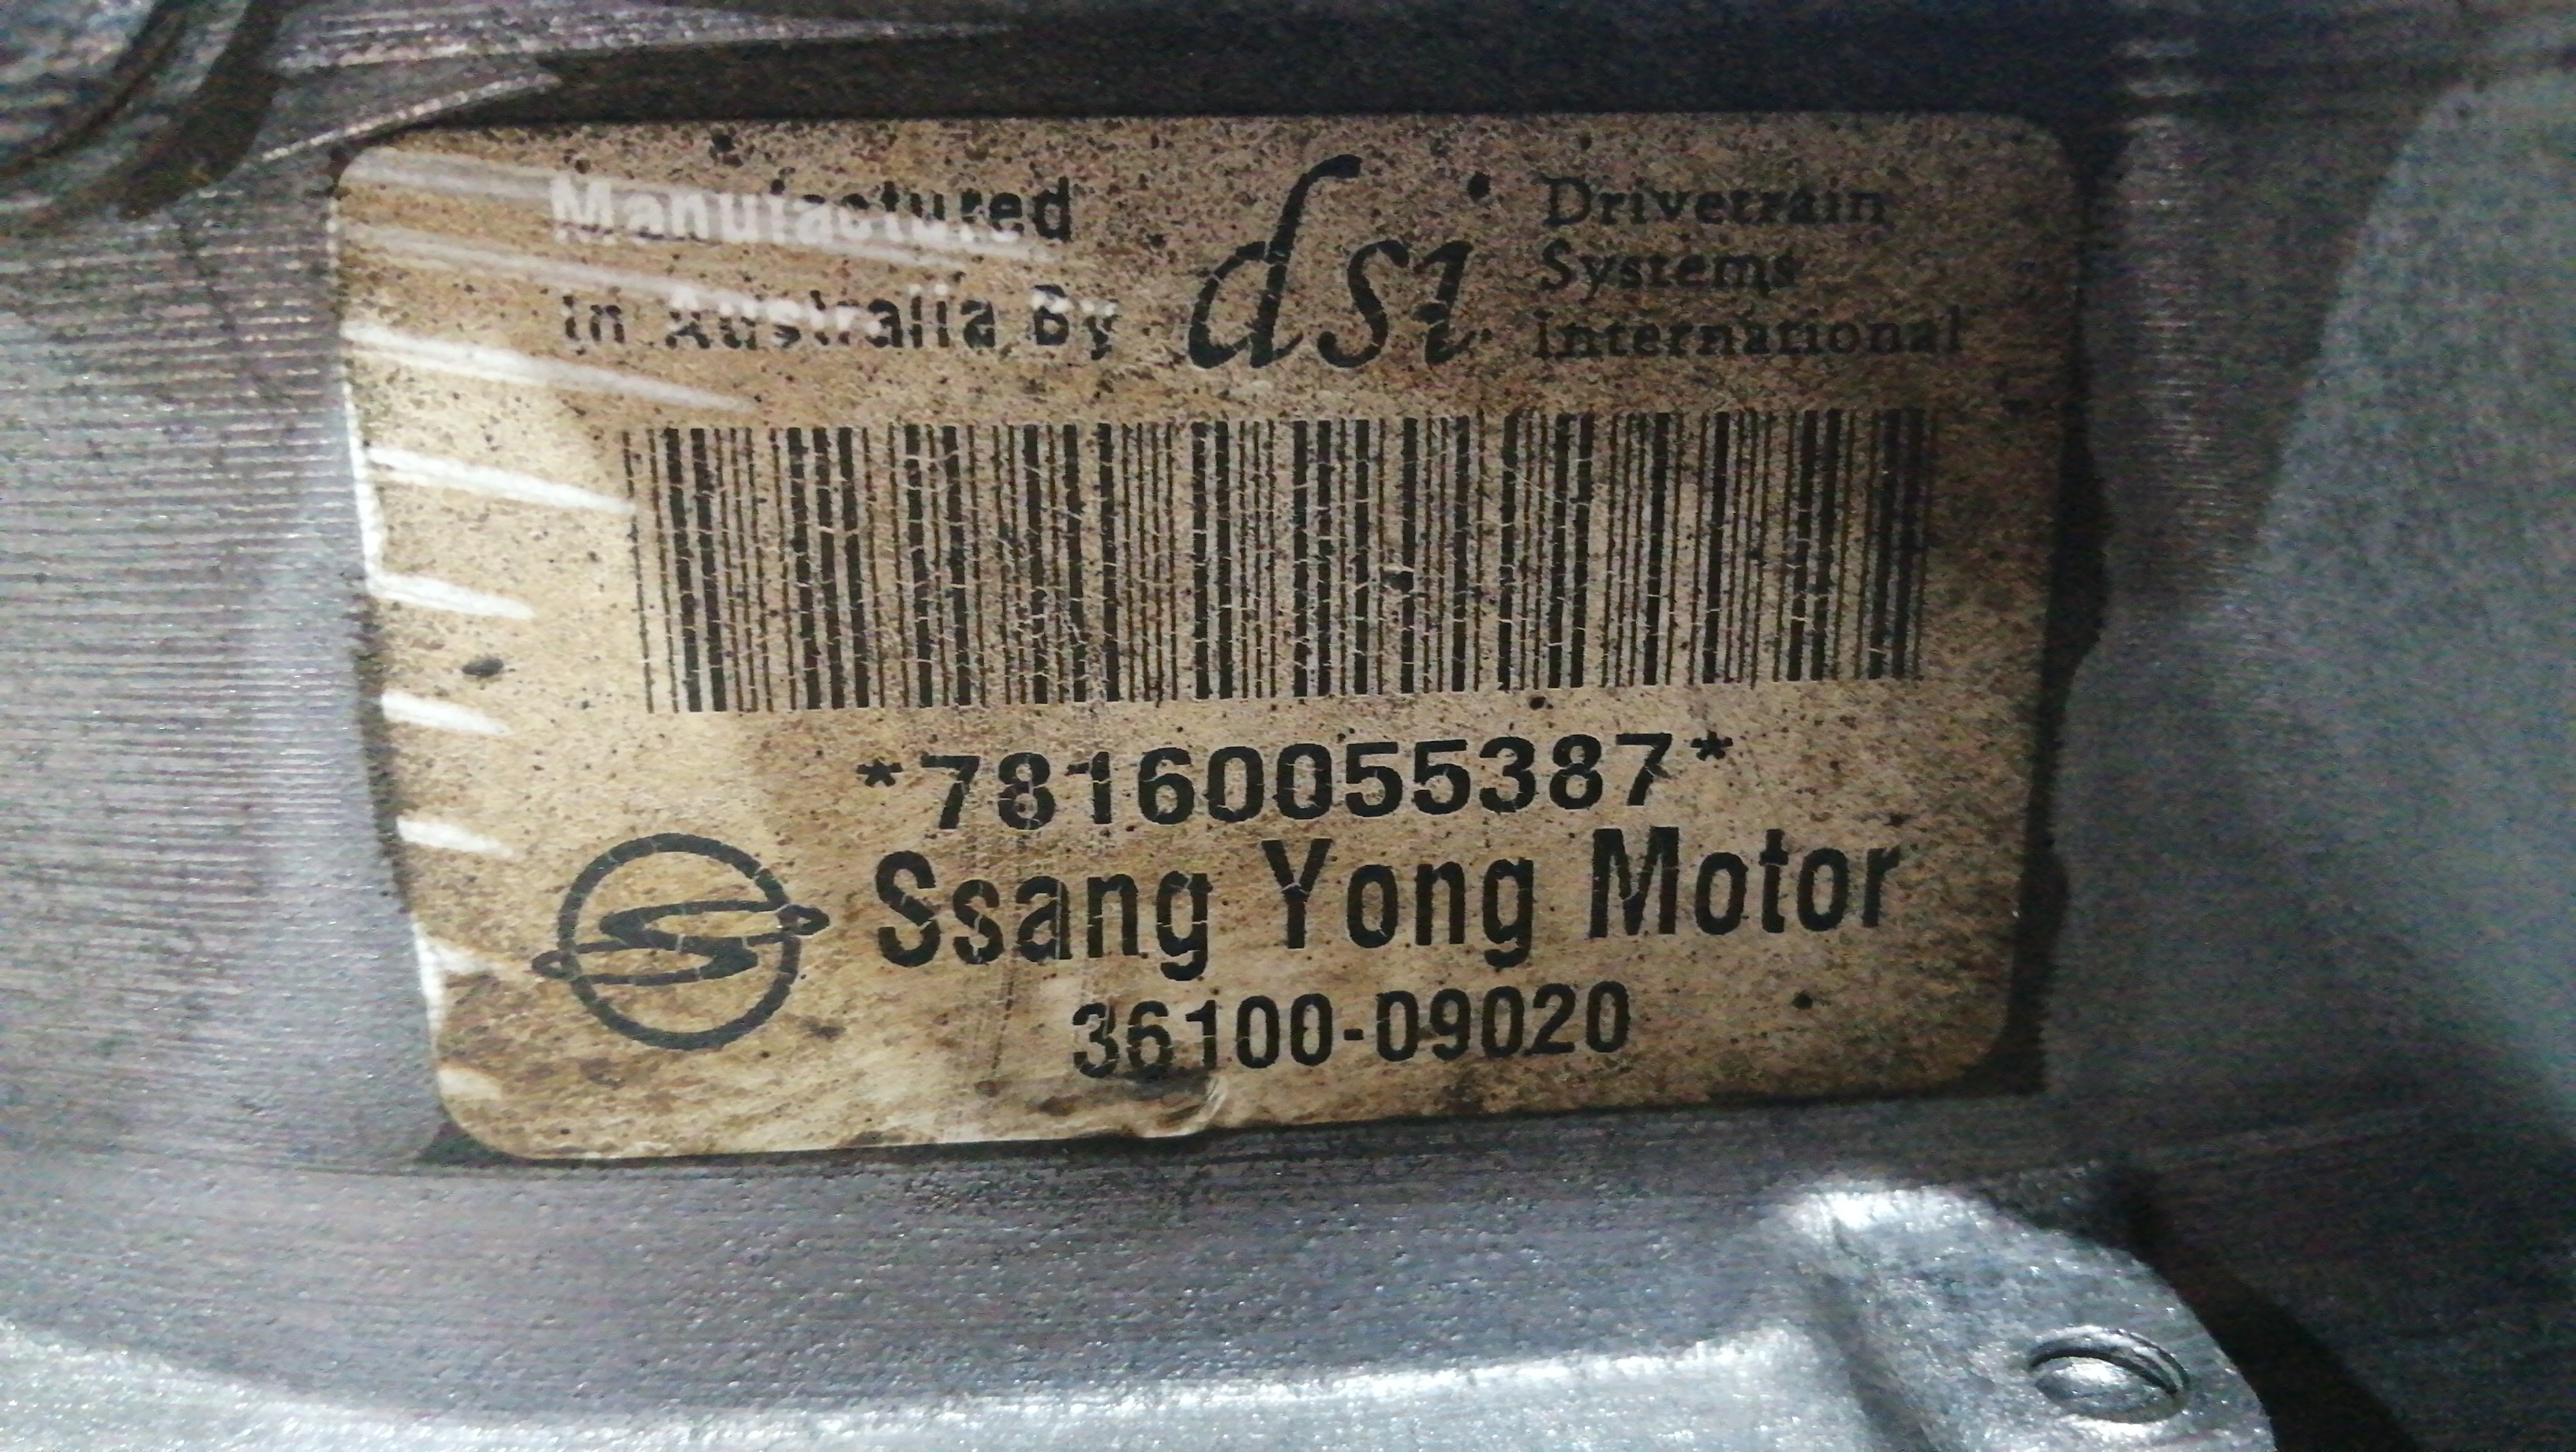 Manufactured
In Australia By
dsi
Drivetrain
Systems
International
*78160055387*
Ssang Yong Motor
36100-09020